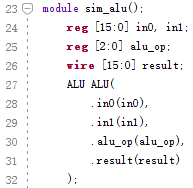 23 module sim_alu();
24 reg [15:0] in0, in1;
25 reg [2:0] alu_op;
26 wire [15:0] result;
27 ALU ALU(
28 .in0(in0),
29 .in1(in1),
30 .alu_op(alu_op),
31 .result(result)
32 );